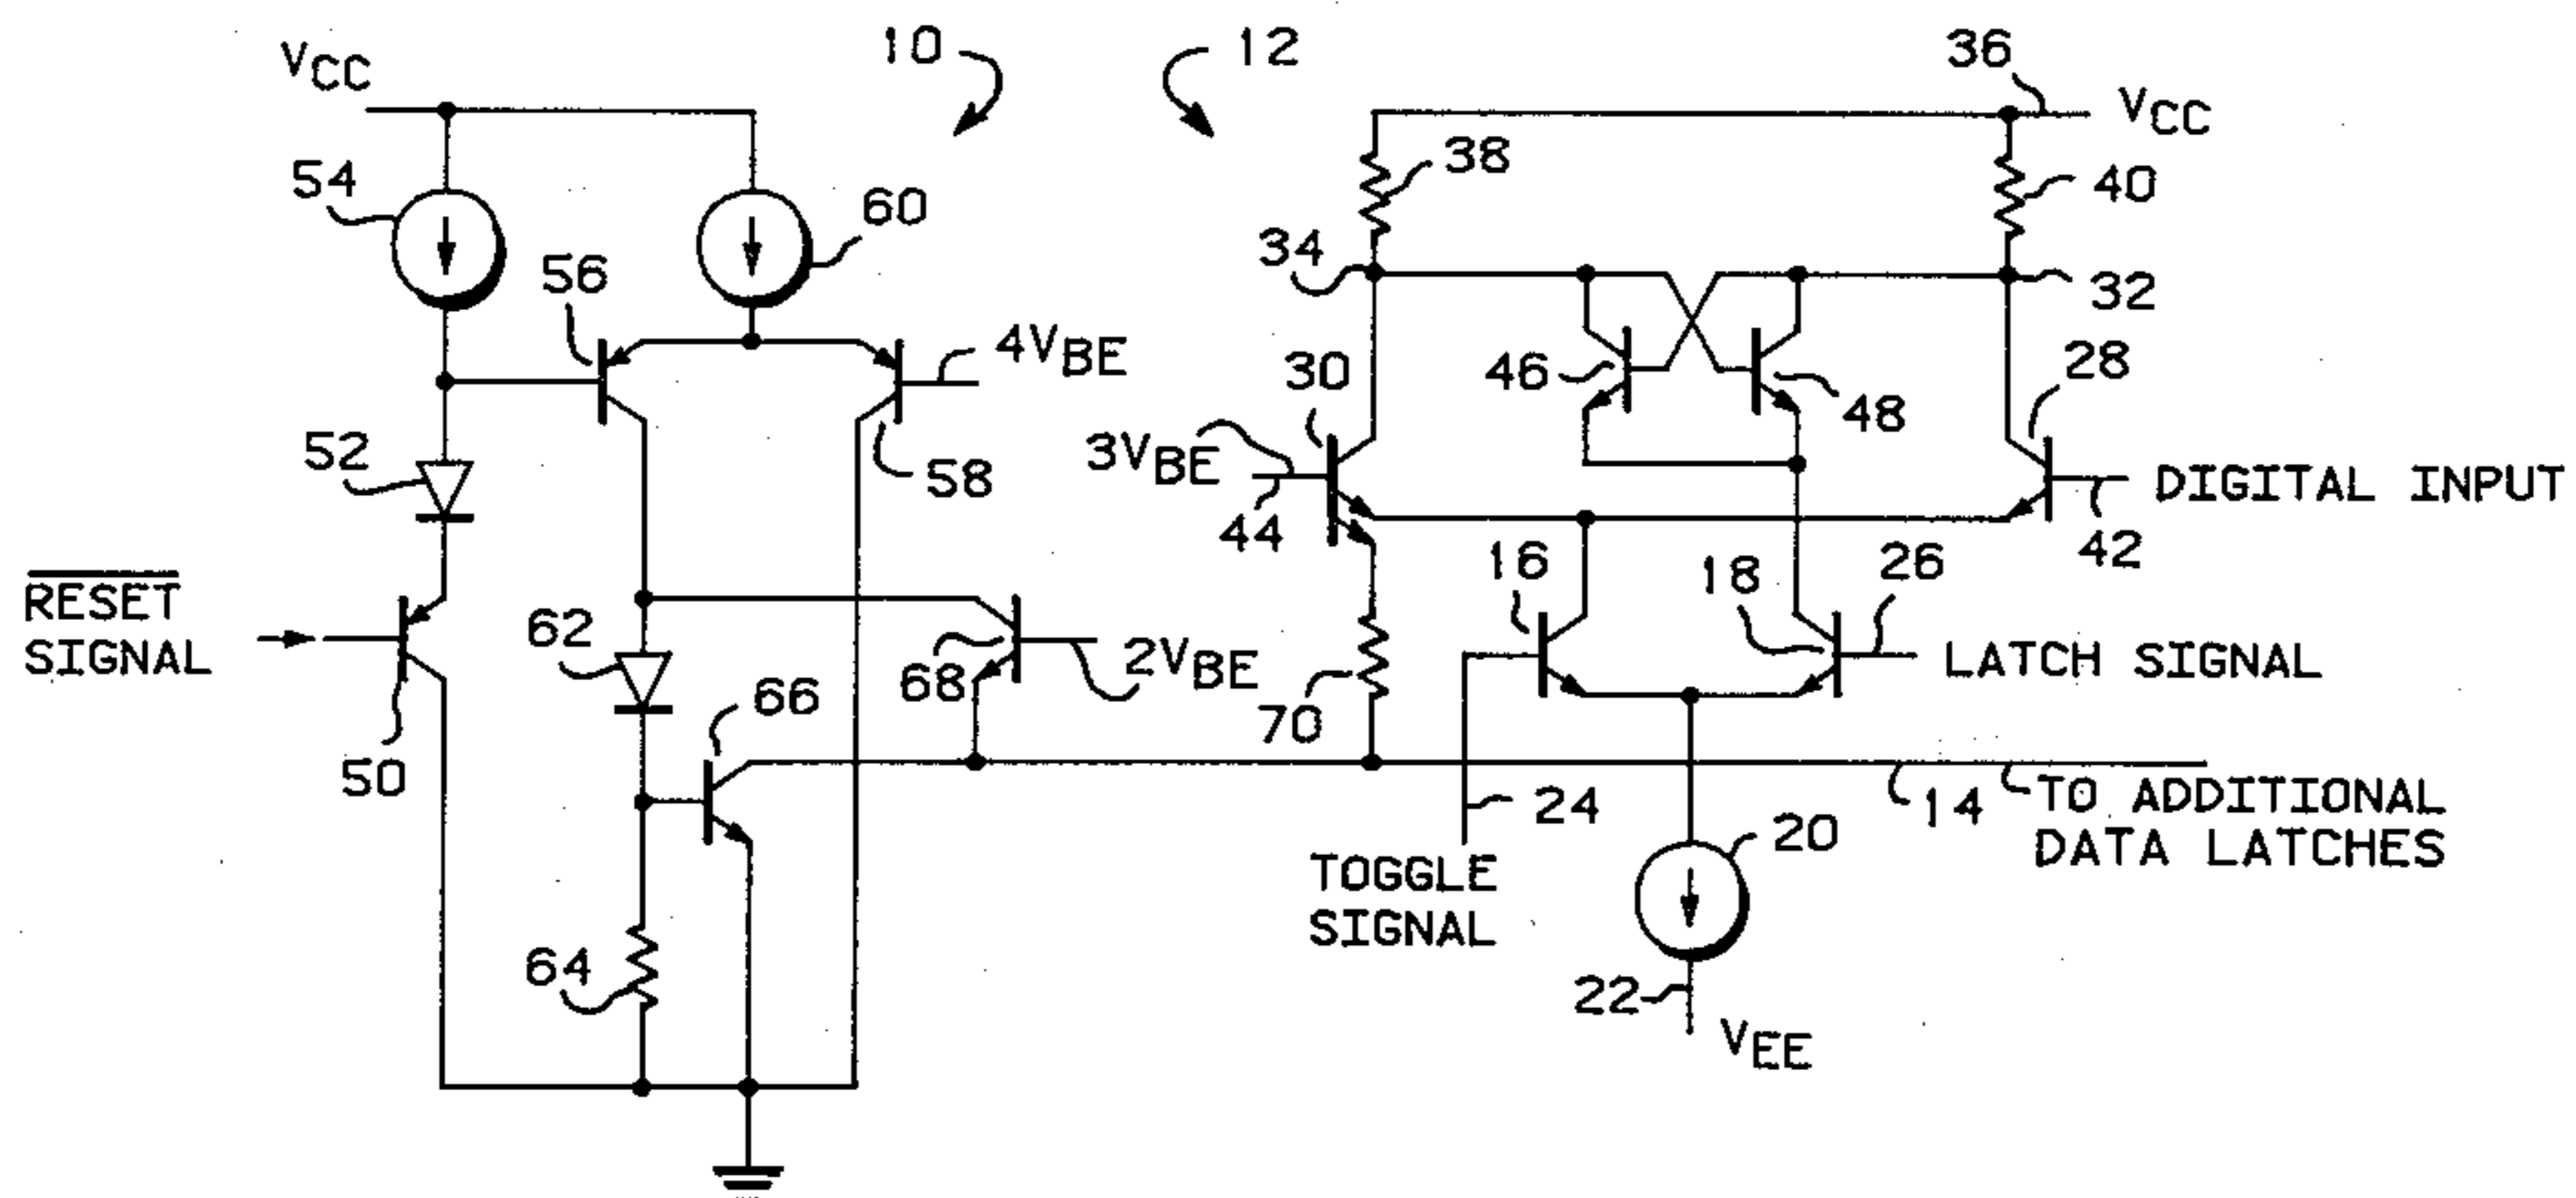 10
12
36
VCC
VCC
54
60
38
40
34
32
56
4VBE
30
46
48
28
52
58
3VBE
44
DIGITAL INPUT
42
RESET
SIGNAL
16
18
26
62
68
2VBE
LATCH SIGNAL
66
70
50
24
14
TO ADDITIONAL
DATA LATCHES
20
TOGGLE
SIGNAL
64
22
VEE